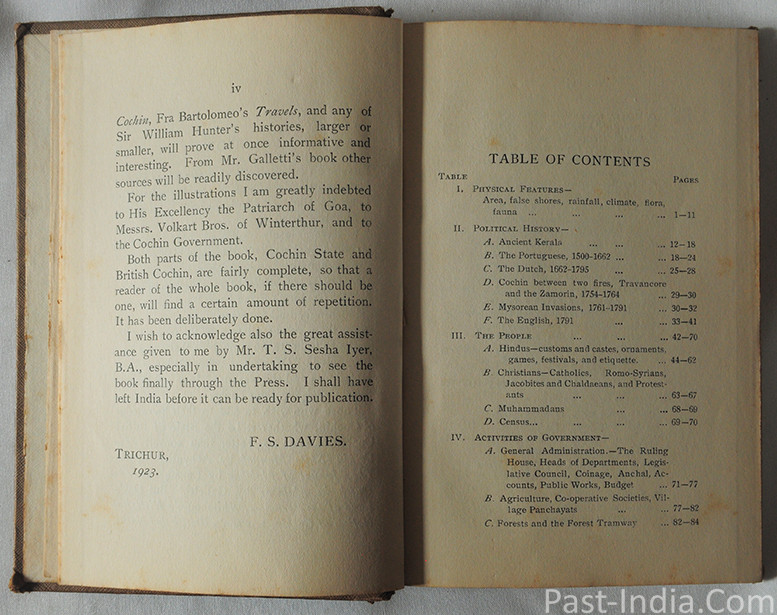 iv
Cochin, Fra Bartolomeo's Travels, and any of
Sir William Hunter's histories, larger or
smaller, will prove at once informative and
interesting. From Mr. Galletti's book other
sources will be readily discovered.
For the illustrations I am greatly indebted
to His Excellency the Patriarch of Goa, to
Messrs. Volkart Bros. of Winterthur, and to
the Cochin Government.
Both parts of the book, Cochin State and
British Cochin, are fairly complete, so that a
reader of the whole book, if there should be
one, will find a certain amount of repetition.
It has been deliberately done.
I wish to acknowledge also the great assist-
ance given to me by Mr. T. S. Sesha Iyer,
B.A., especially in undertaking to see the
book finally through the Press. I shall have
left India before it can be ready for publication.
F. S. DAVIES.
TRICHUR,
1923.
TABLE OF CONTENTS
TABLE PAGES
I. PHYSICAL FEATURES—
Area, false shores, rainfall, climate, flora,
fauna ... ... ... ... 1—11
II. POLITICAL HISTORY—
A. Ancient Kerala ... ... ... 12—18
B. The Portuguese, 1500-1662 ... ... 18—24
C. The Dutch, 1662-1795 ... ... 25—28
D. Cochin between two fires, Travancore
and the Zamorin, 1754-1764 ... 29—30
E. Mysorean Invasions, 1761-1791 ... 30—32
F. The English, 1791 ... ... 33—41
III. THE PEOPLE ... ... ... 42—70
A. Hindus—customs and castes, ornaments,
games, festivals, and etiquette. ... 44—62
B. Christians—Catholics, Romo-Syrians,
Jacobites and Chaldaeans, and Protest-
ants ... ... ... 63—67
C. Muhammadans ... ... 68—69
D. Census... ... ... ... 69—70
IV. ACTIVITIES OF GOVERNMENT—
A. General Administration.—The Ruling
House, Heads of Departments, Legis-
lative Council, Coinage, Anchal, Ac-
counts, Public Works, Budget ... 71—77
B. Agriculture, Co-operative Societies, Vil-
lage Panchayats ... ... 77—82
C. Forests and the Forest Tramway ... 82—84
Past-India.Com